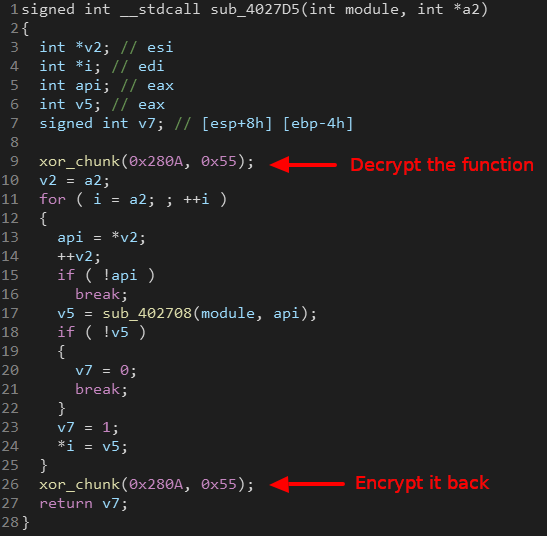 1 signed int __stdcall sub_4027D5(int module, int *a2)
2 {
3   int *v2; // esi
4   int *i; // edi
5   int api; // eax
6   int v5; // eax
7   signed int v7; // [esp+8h] [ebp-4h]
8
9   xor_chunk(0x280A, 0x55); Decrypt the function
10   v2 = a2;
11   for ( i = a2; ; ++i )
12   {
13     api = *v2;
14     ++v2;
15     if ( !api )
16       break;
17     v5 = sub_402708(module, api);
18     if ( !v5 )
19     {
20       v7 = 0;
21       break;
22     }
23     v7 = 1;
24     *i = v5;
25   }
26   xor_chunk(0x280A, 0x55); Encrypt it back
27   return v7;
28 }